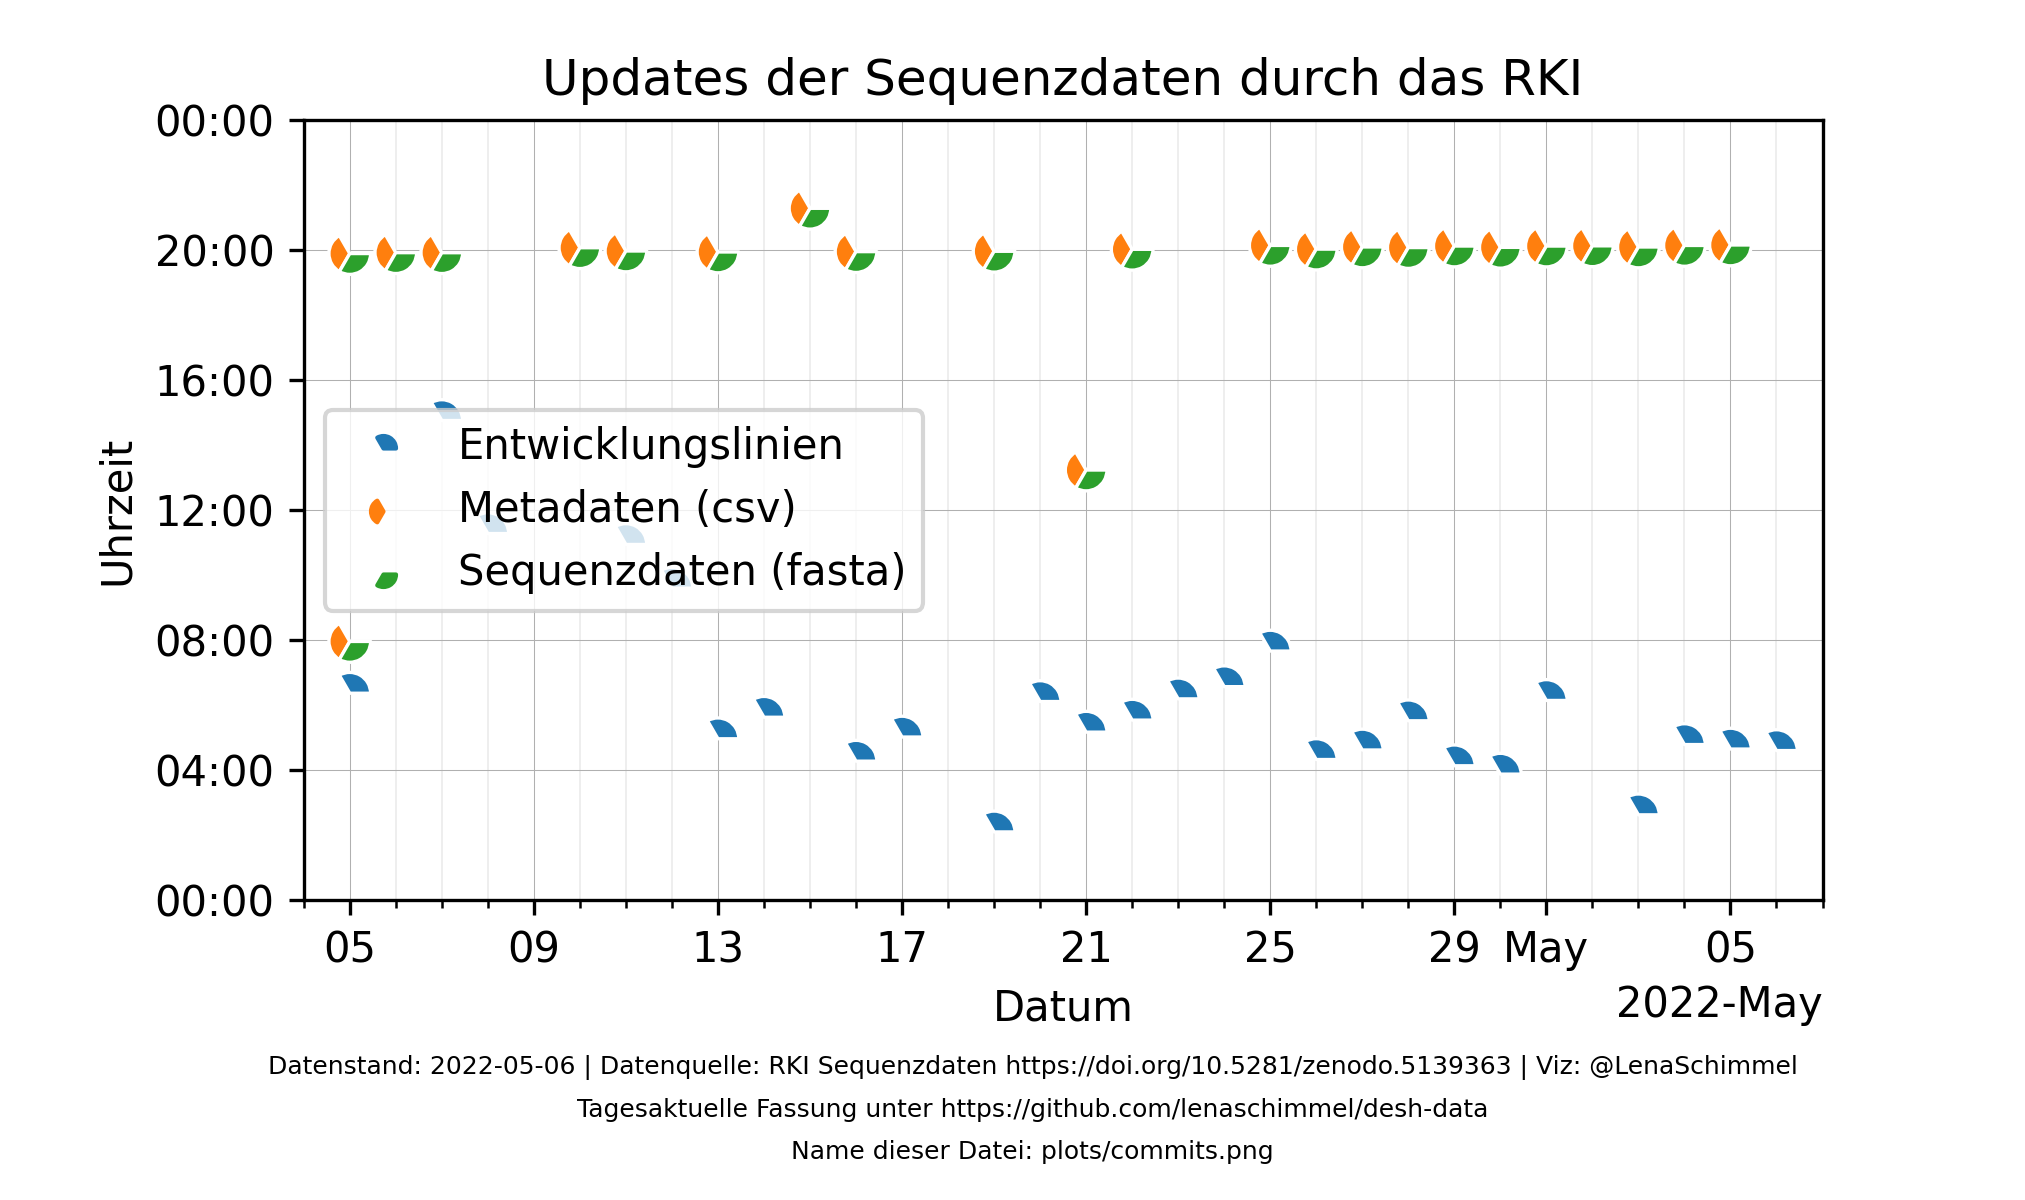 Updates der Sequenzdaten durch das RKI
00:00
20:00
16:00
12:00
08:00
04:00
00:00
Uhrzeit
Entwicklungslinien
Metadaten (csv)
Sequenzdaten (fasta)
05 09 13 17 21 25 29 May 05
Datum
2022-May
Datenstand: 2022-05-06 | Datenquelle: RKI Sequenzdaten https://doi.org/10.5281/zenodo.5139363 | Viz: @LenaSchimmel
Tagesaktuelle Fassung unter https://github.com/lenaschimmel/desh-data
Name dieser Datei: plots/commits.png